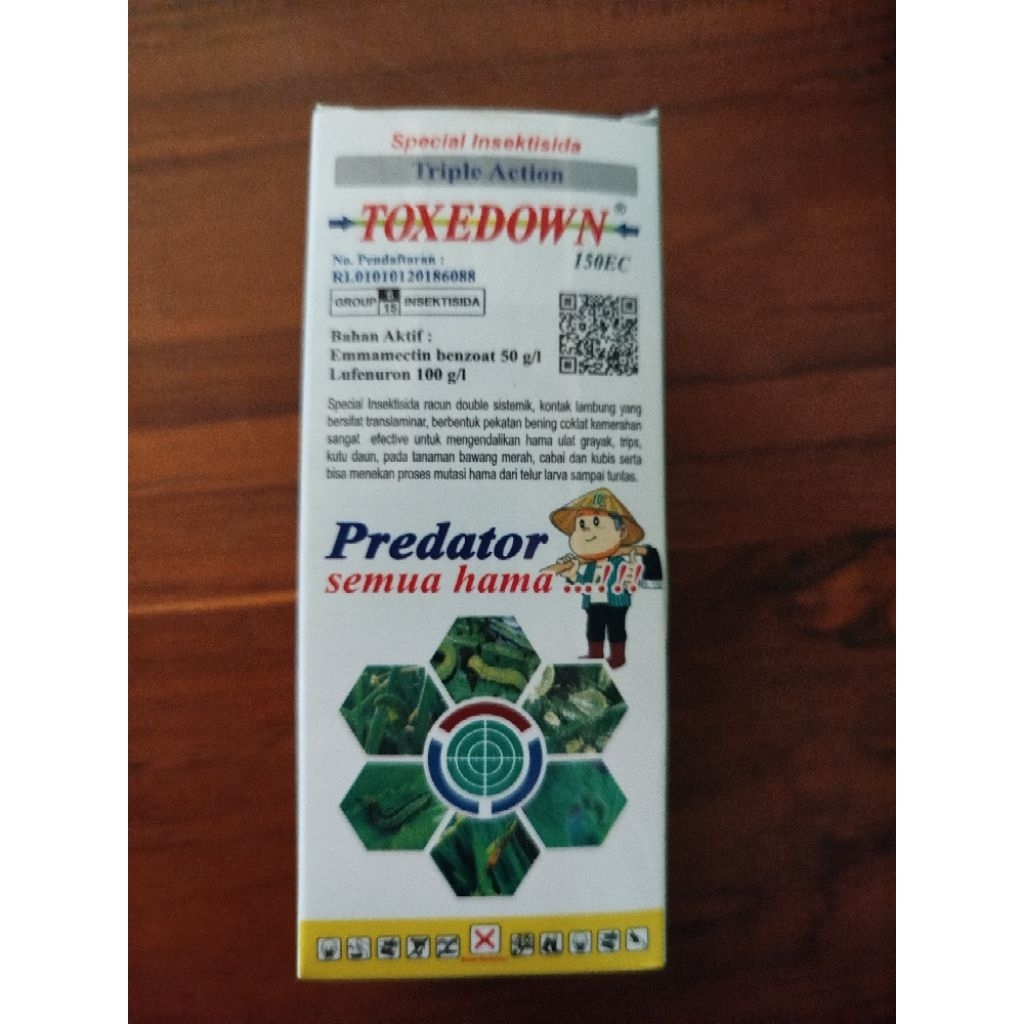 Special Insektisida
Triple Action
TOXEDOWN®
150EC
No. Pendaftaran :
RI.01010120186088
GROUP 6 15 INSEKTISIDA
Bahan Aktif :
Emmamectin benzoat 50 g/l
Lufenuron 100 g/l
Special Insektisida racun double sistemik, kontak lambung yang
bersifat translaminar, berbentuk pekatan bening coklat kemerahan
sangat efective untuk mengendalikan hama ulat grayak, trips,
kutu daun, pada tanaman bawang merah, cabai dan kubis serta
bisa menekan proses mutasi hama dari telur larva sampai tuntas.
Predator
semua hama ...!!!